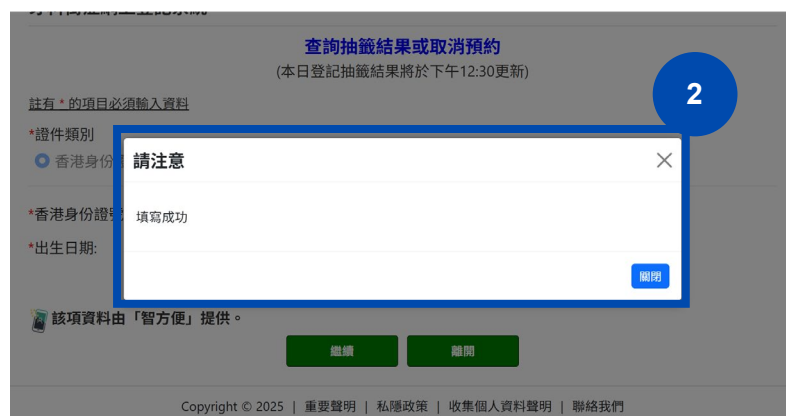 查詢抽籤結果或取消預約
(本日登記抽籤結果將於下午12:30更新)
2
註有 * 的項目必須輸入資料
*證件類別
香港身份
請注意
*香港身份證號
填寫成功
*出生日期:
關閉
該項資料由「智方便」提供。
繼續 離開
Copyright © 2025 | 重要聲明 | 私隱政策 | 收集個人資料聲明 | 聯絡我們